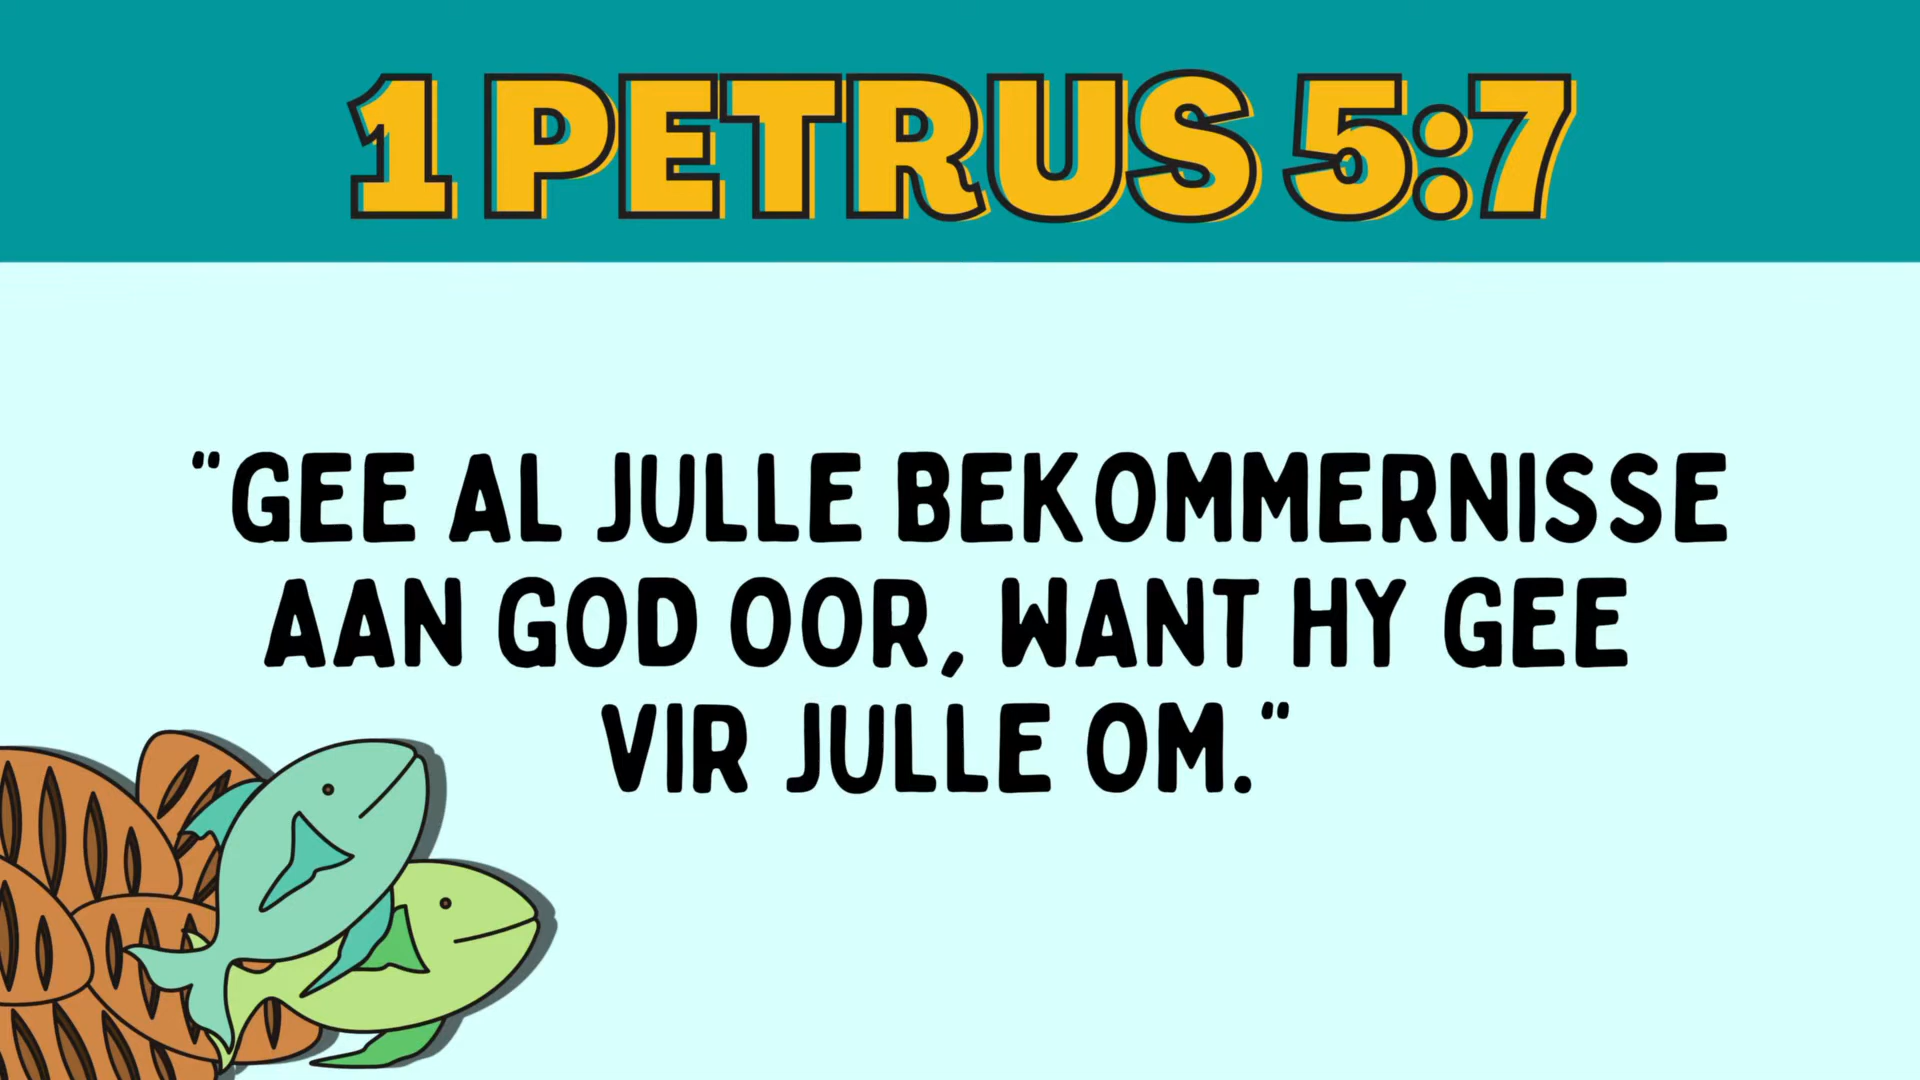 1 PETRUS 5:7
"GEE AL JULLE BEKOMMERNISSE
AAN GOD OOR, WANT HY GEE
VIR JULLE OM."